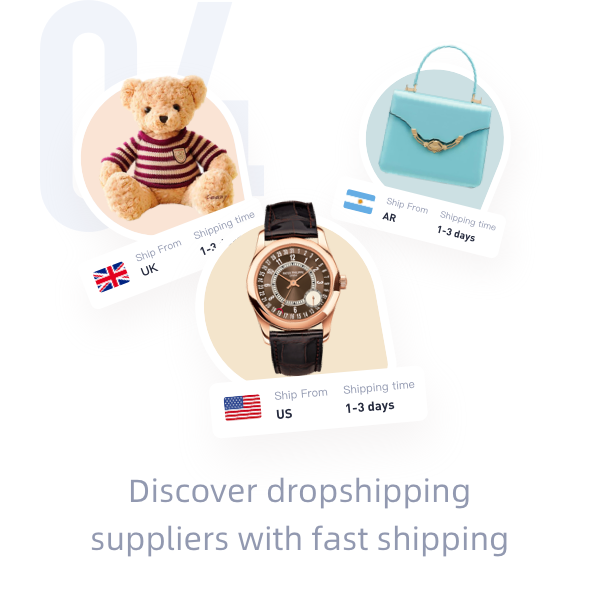 04
Ship From
UK
Shipping time
1-3
Ship From
AR
Shipping time
1-3 days
Ship From
US
Shipping time
1-3 days
Discover dropshipping
suppliers with fast shipping